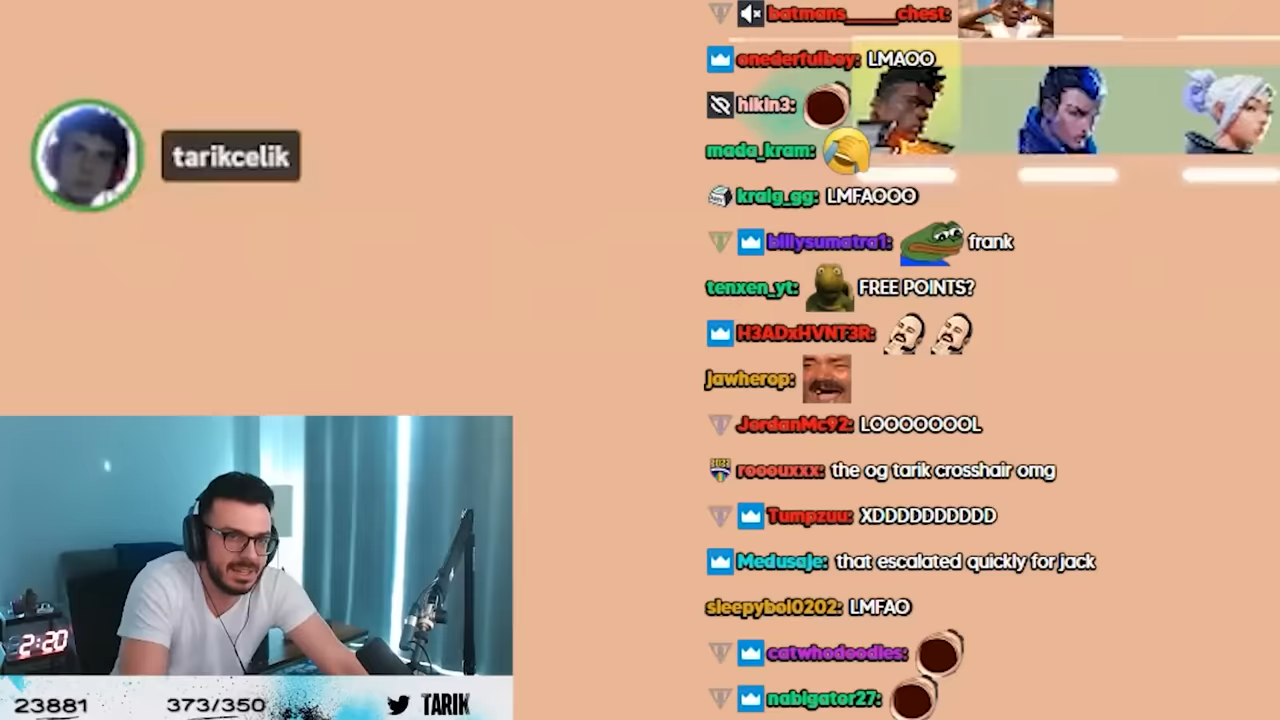 batmans_____chest:
onederfulboy: LMAOO
hikin3:
tarikcelik
mada_kram:
kraig_gg: LMFAOOO
billysumatra1: frank
tenxen_yt: FREE POINTS?
H3ADxHVNT3R:
Jawherop:
JordanMc92: LOOOOOOOL
rooouxxx: the og tarik crosshair omg
Tumpzuu: XDDDDDDDDDD
Medusaje: that escalated quickly for jack
sleepyboi0202: LMFAO
2:20
catwhodoodles:
nabigator27:
23881 373/350 TARIK